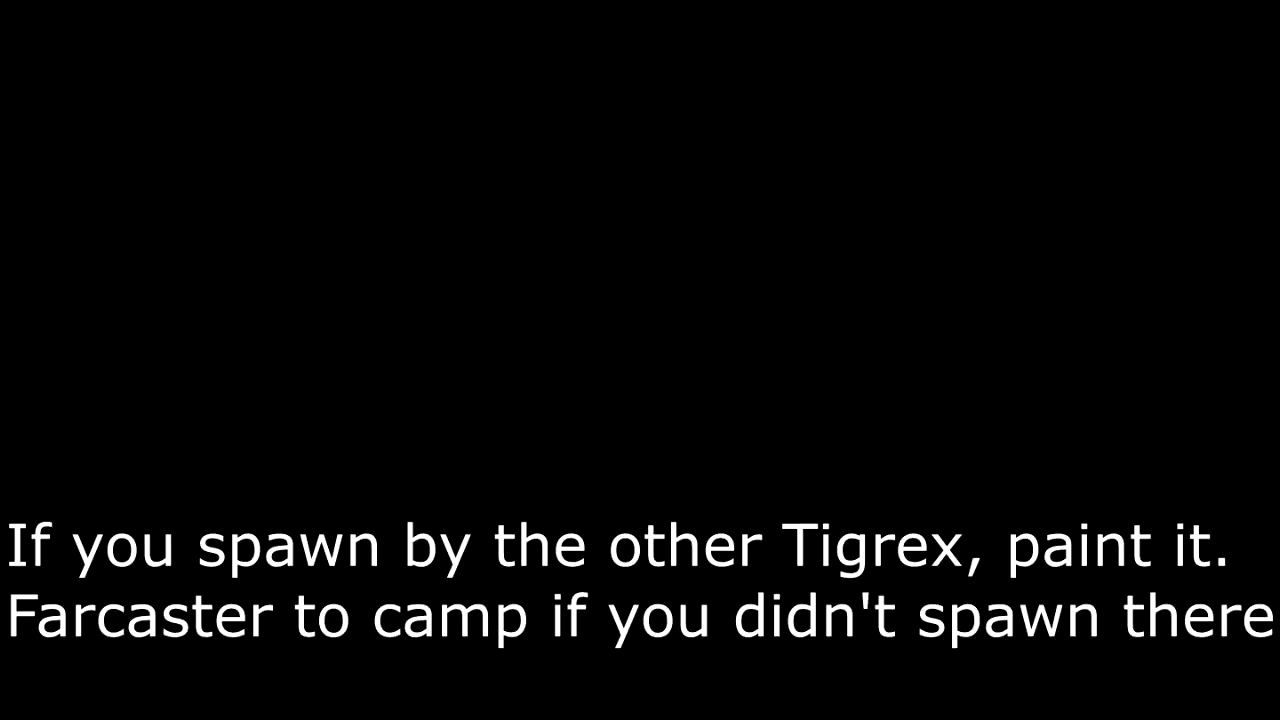 If you spawn by the other Tigrex, paint it.
Farcaster to camp if you didn't spawn there